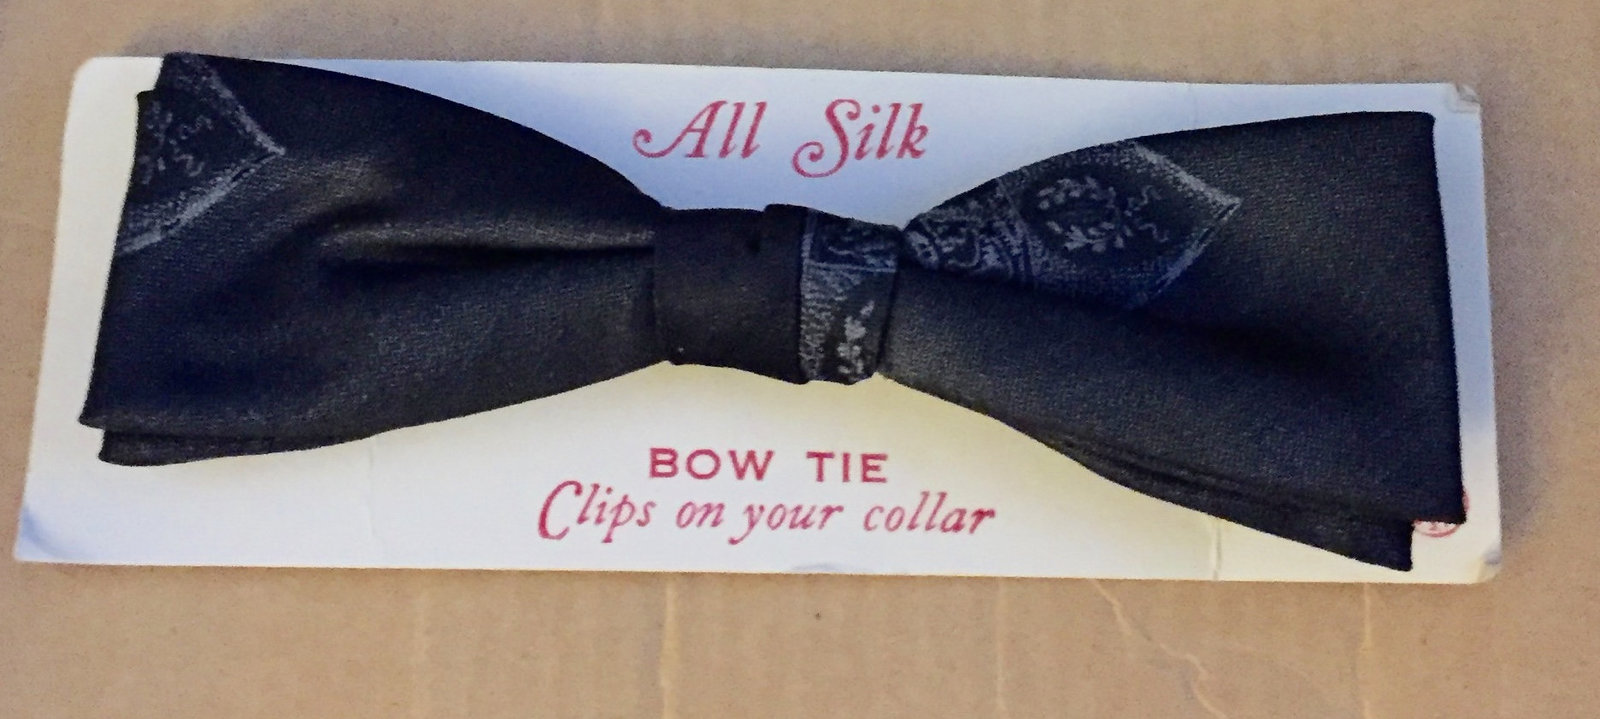 All Silk
BOW TIE
Clips on your collar